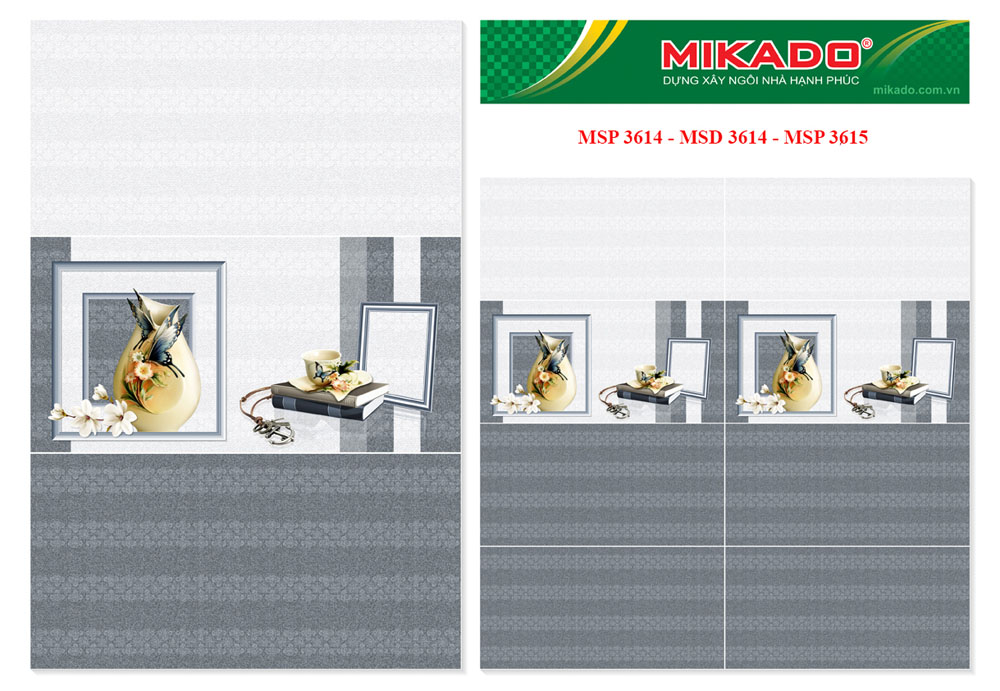 MIKADO®
DỰNG XÂY NGÔI NHÀ HẠNH PHÚC
mikado.com.vn
MSP 3614 - MSD 3614 - MSP 3615